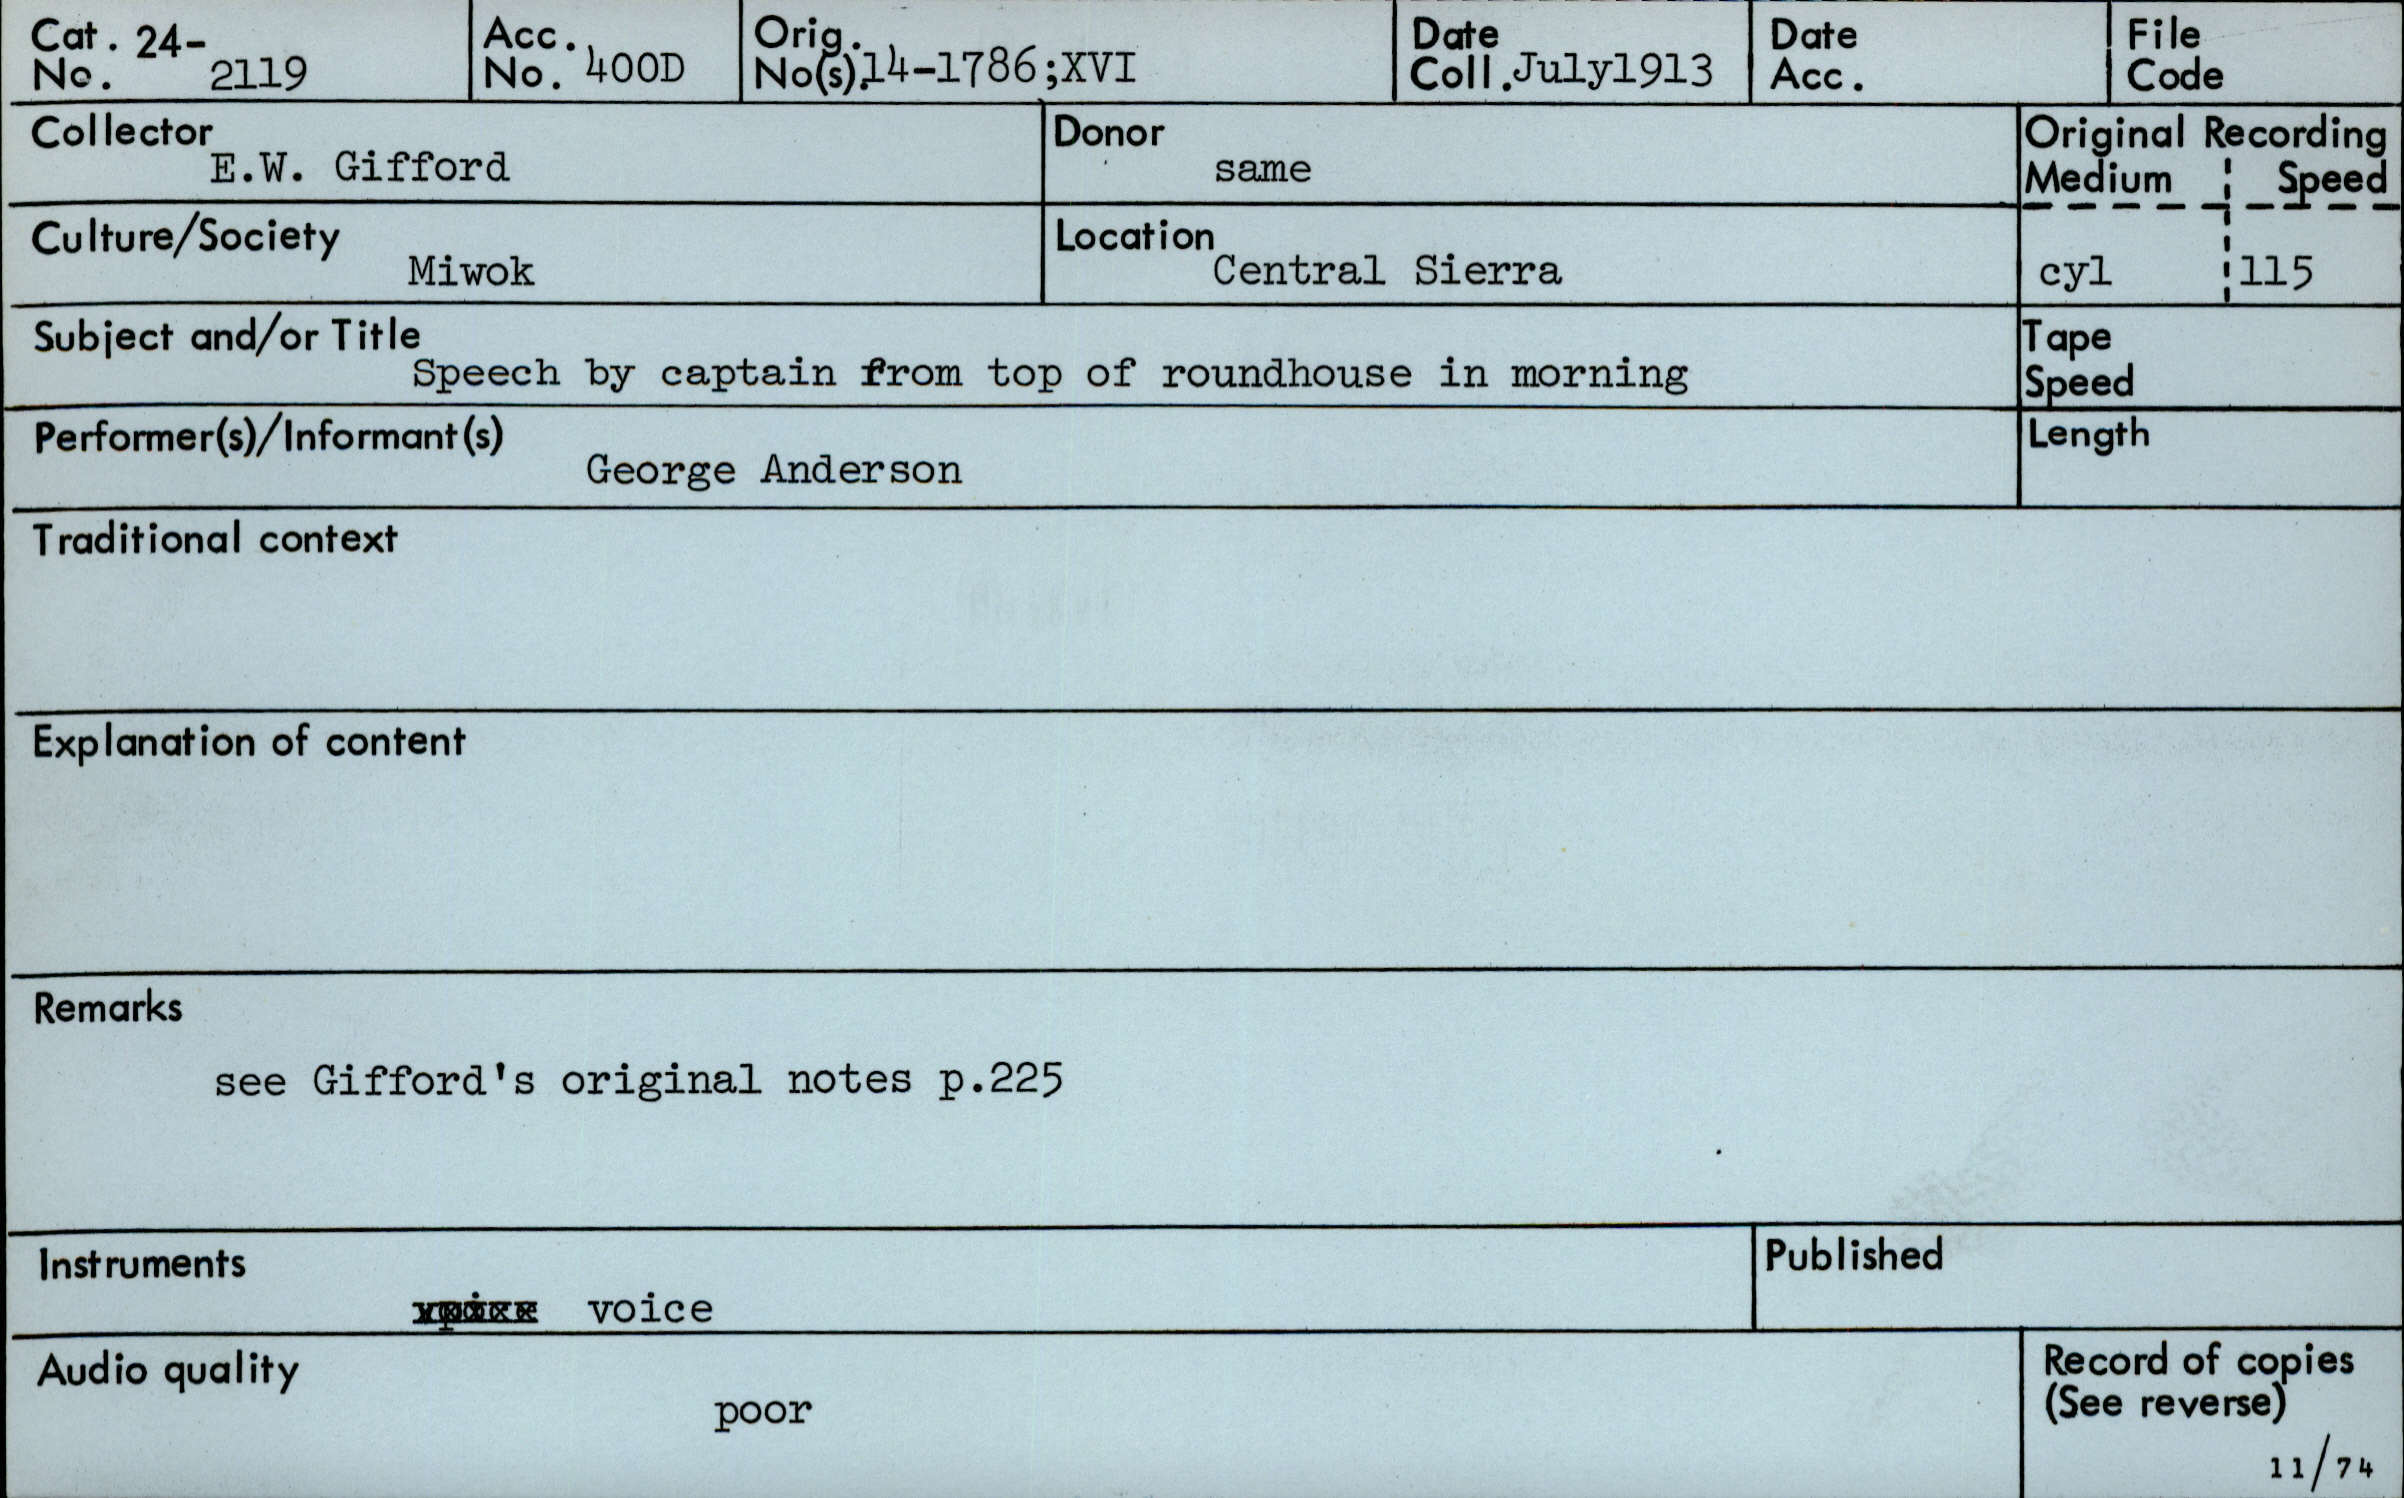 Cat. No. 24-2119
Acc. No. 400D
Orig. No(s). 14-1786;XVI
Date Coll. July1913
Date Acc.
File Code
Collector
E.W. Gifford
Donor
same
Original Recording
Medium Speed
cyl 115
Culture/Society
Miwok
Location
Central Sierra
Subject and/or Title
Speech by captain from top of roundhouse in morning
Tape
Speed
Performer(s)/Informant(s)
George Anderson
Length
Traditional context
Explanation of content
Remarks
see Gifford's original notes p.225
Instruments
voice
Published
Audio quality
poor
Record of copies
(See reverse)
11/74